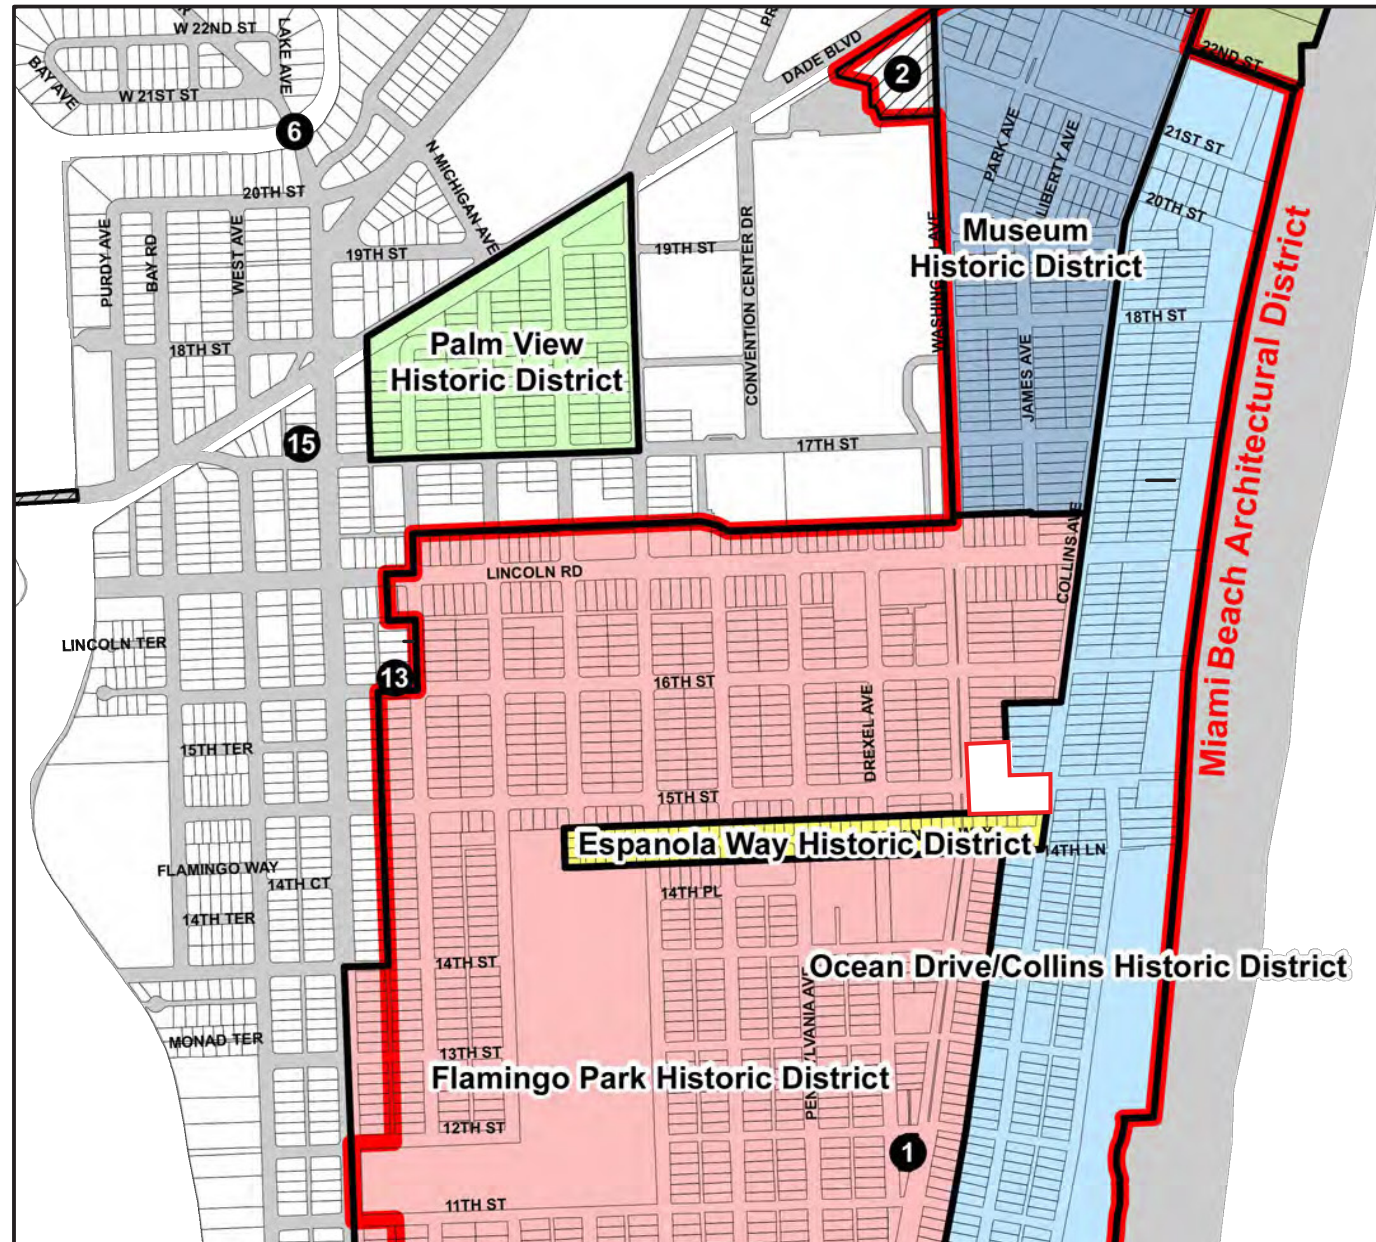 W 22ND ST
LAKE AVE
BAY AVE
W 21ST ST
DADE BLVD
2
22ND ST
6
N MICHIGAN AVE
PARK AVE
LIBERTY AVE
21ST ST
20TH ST
20TH ST
PURDY AVE
BAY RD
WEST AVE
19TH ST
19TH ST
CONVENTION CENTER DR
Museum
Historic District
18TH ST
18TH ST
Palm View
Historic District
JAMES AVE
Miami Beach Architectural District
15
17TH ST
COLLINS AVE
LINCOLN RD
LINCOLN TER
13
16TH ST
DREXEL AVE
15TH TER
15TH ST
Espanola Way Historic District
14TH LN
FLAMINGO WAY
14TH CT
14TH PL
14TH TER
14TH ST
Ocean Drive/Collins Historic District
MONAD TER
13TH ST
Flamingo Park Historic District
12TH ST
1
11TH ST